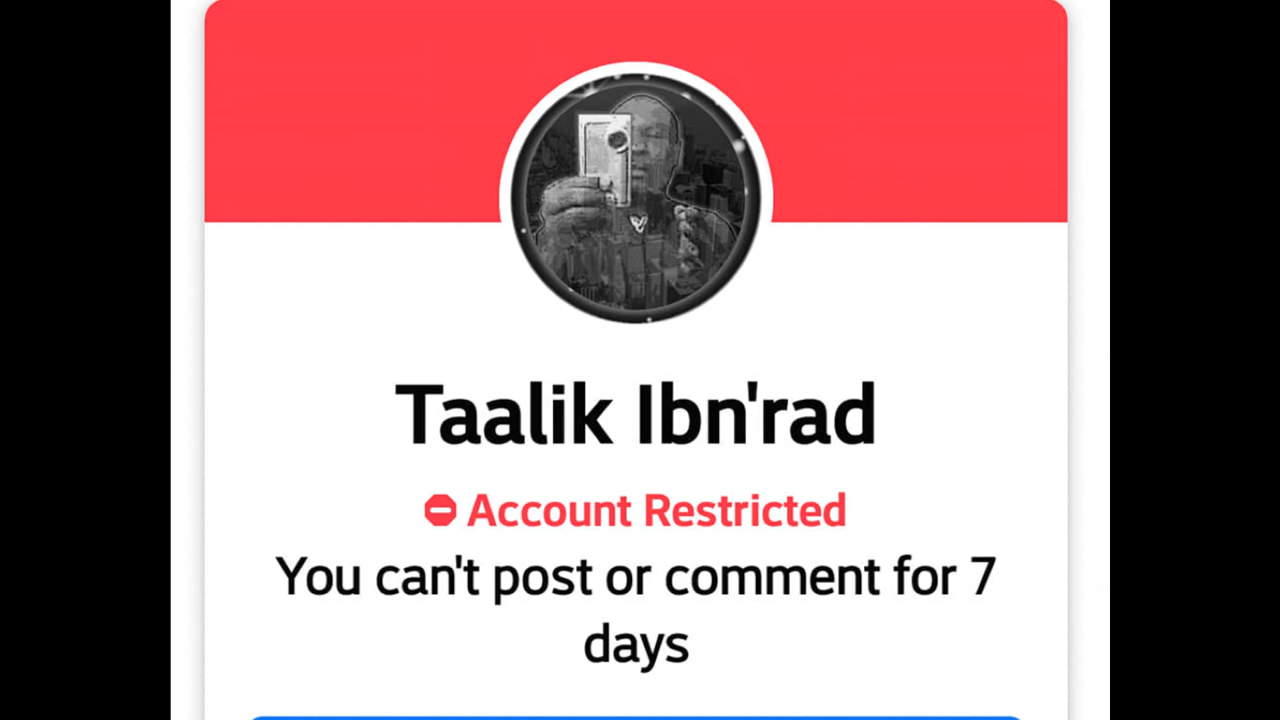 Taalik Ibn'rad
Account Restricted
You can't post or comment for 7
days